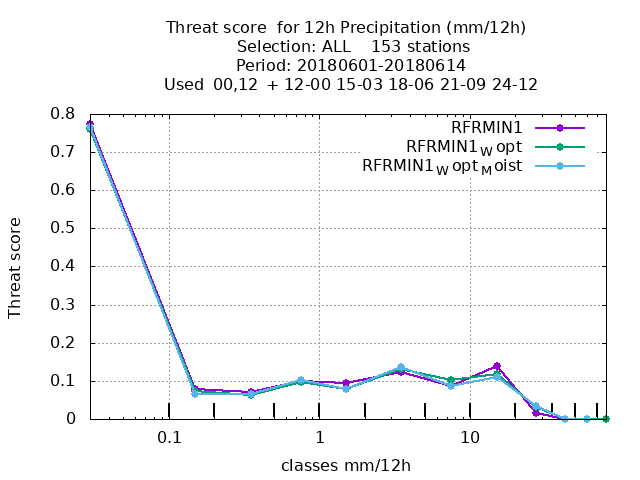 Threat score  for 12h Precipitation (mm/12h)
Selection: ALL    153 stations
Period: 20180601-20180614
Used  00,12  + 12-00 15-03 18-06 21-09 24-12
RFRMIN1
RFRMIN1Wopt
RFRMIN1WoptMoist
0.8
0.7
0.6
0.5
0.4
0.3
0.2
0.1
0
Threat score
0.1 1 10
classes mm/12h